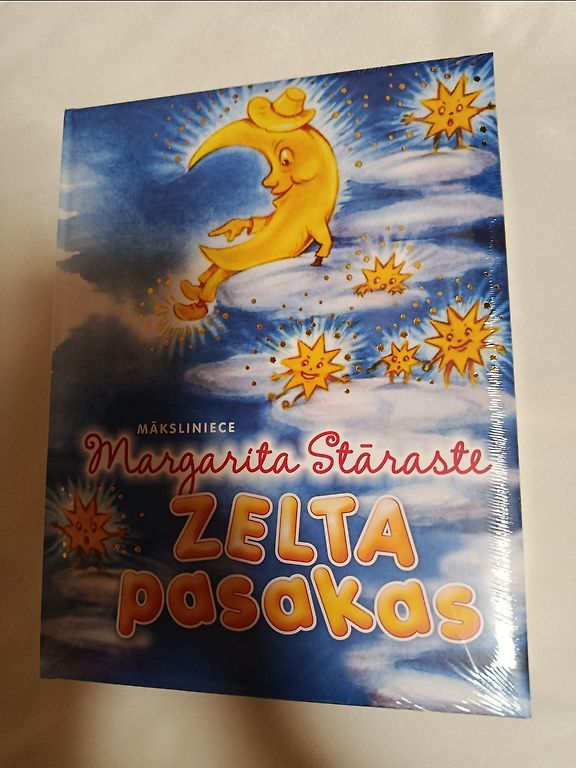 MĀKSLINIECE
Margarita Stāraste
ZELTA
pasakas